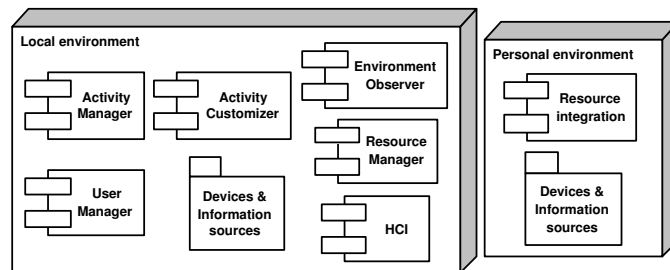 Local environment
Activity
Manager
Activity
Customizer
Environment
Observer
User
Manager
Devices &
Information
sources
Resource
Manager
HCI
Personal environment
Resource
integration
Devices &
Information
sources